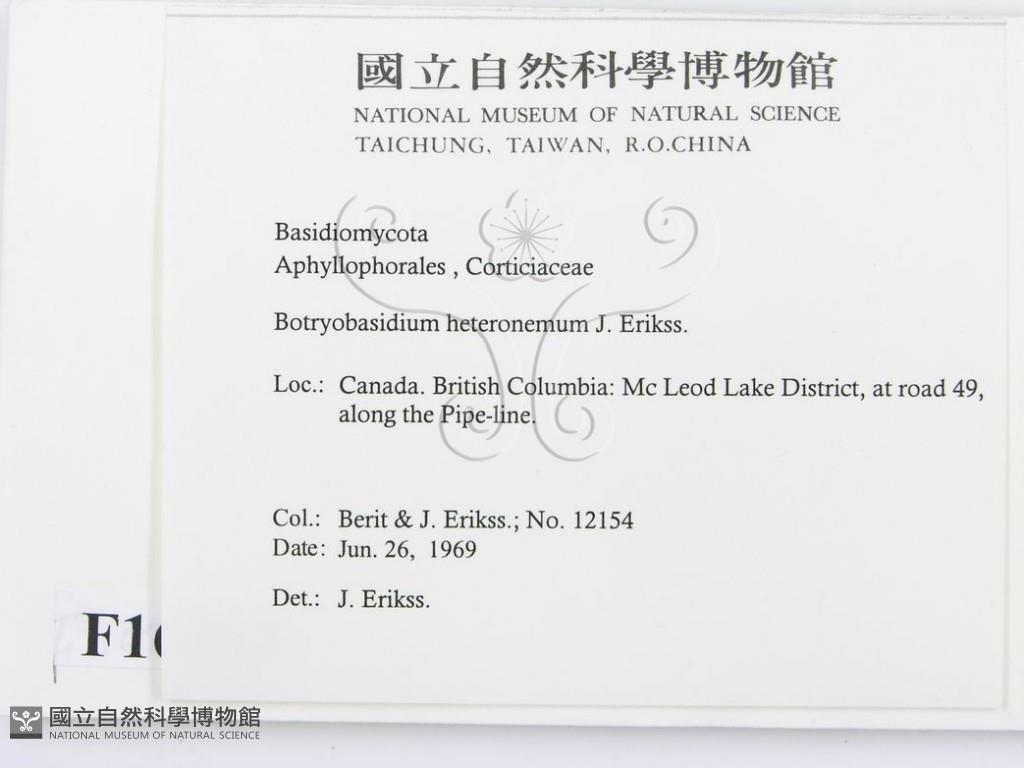 國立自然科學博物館
NATIONAL MUSEUM OF NATURAL SCIENCE
TAICHUNG, TAIWAN, R.O.CHINA
Basidiomycota
Aphyllophorales , Corticiaceae
Botryobasidium heteronemum J. Erikss.
Loc.: Canada. British Columbia: Mc Leod Lake District, at road 49,
along the Pipe-line.
Col.: Berit & J. Erikss.; No. 12154
Date: Jun. 26, 1969
Det.: J. Erikss.
國立自然科學博物館
NATIONAL MUSEUM OF NATURAL SCIENCE